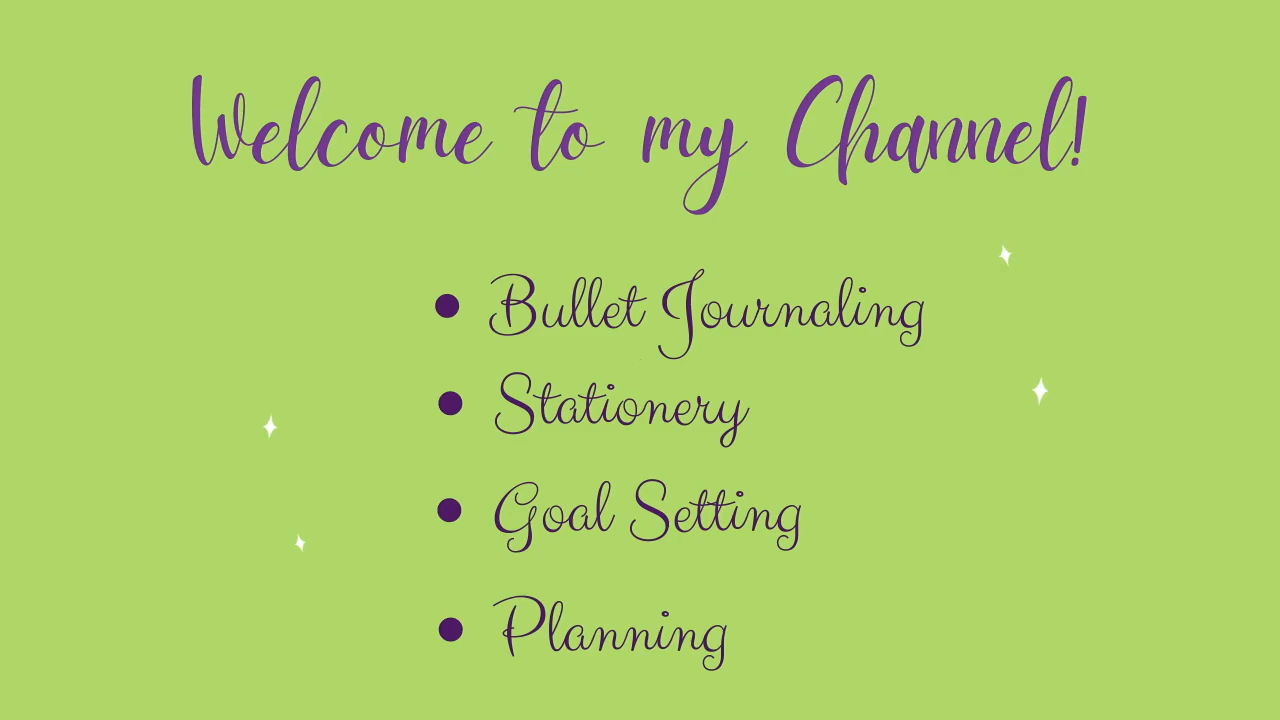 Welcome to my Channel!
• Bullet Journaling
• Stationery
• Goal Setting
• Planning